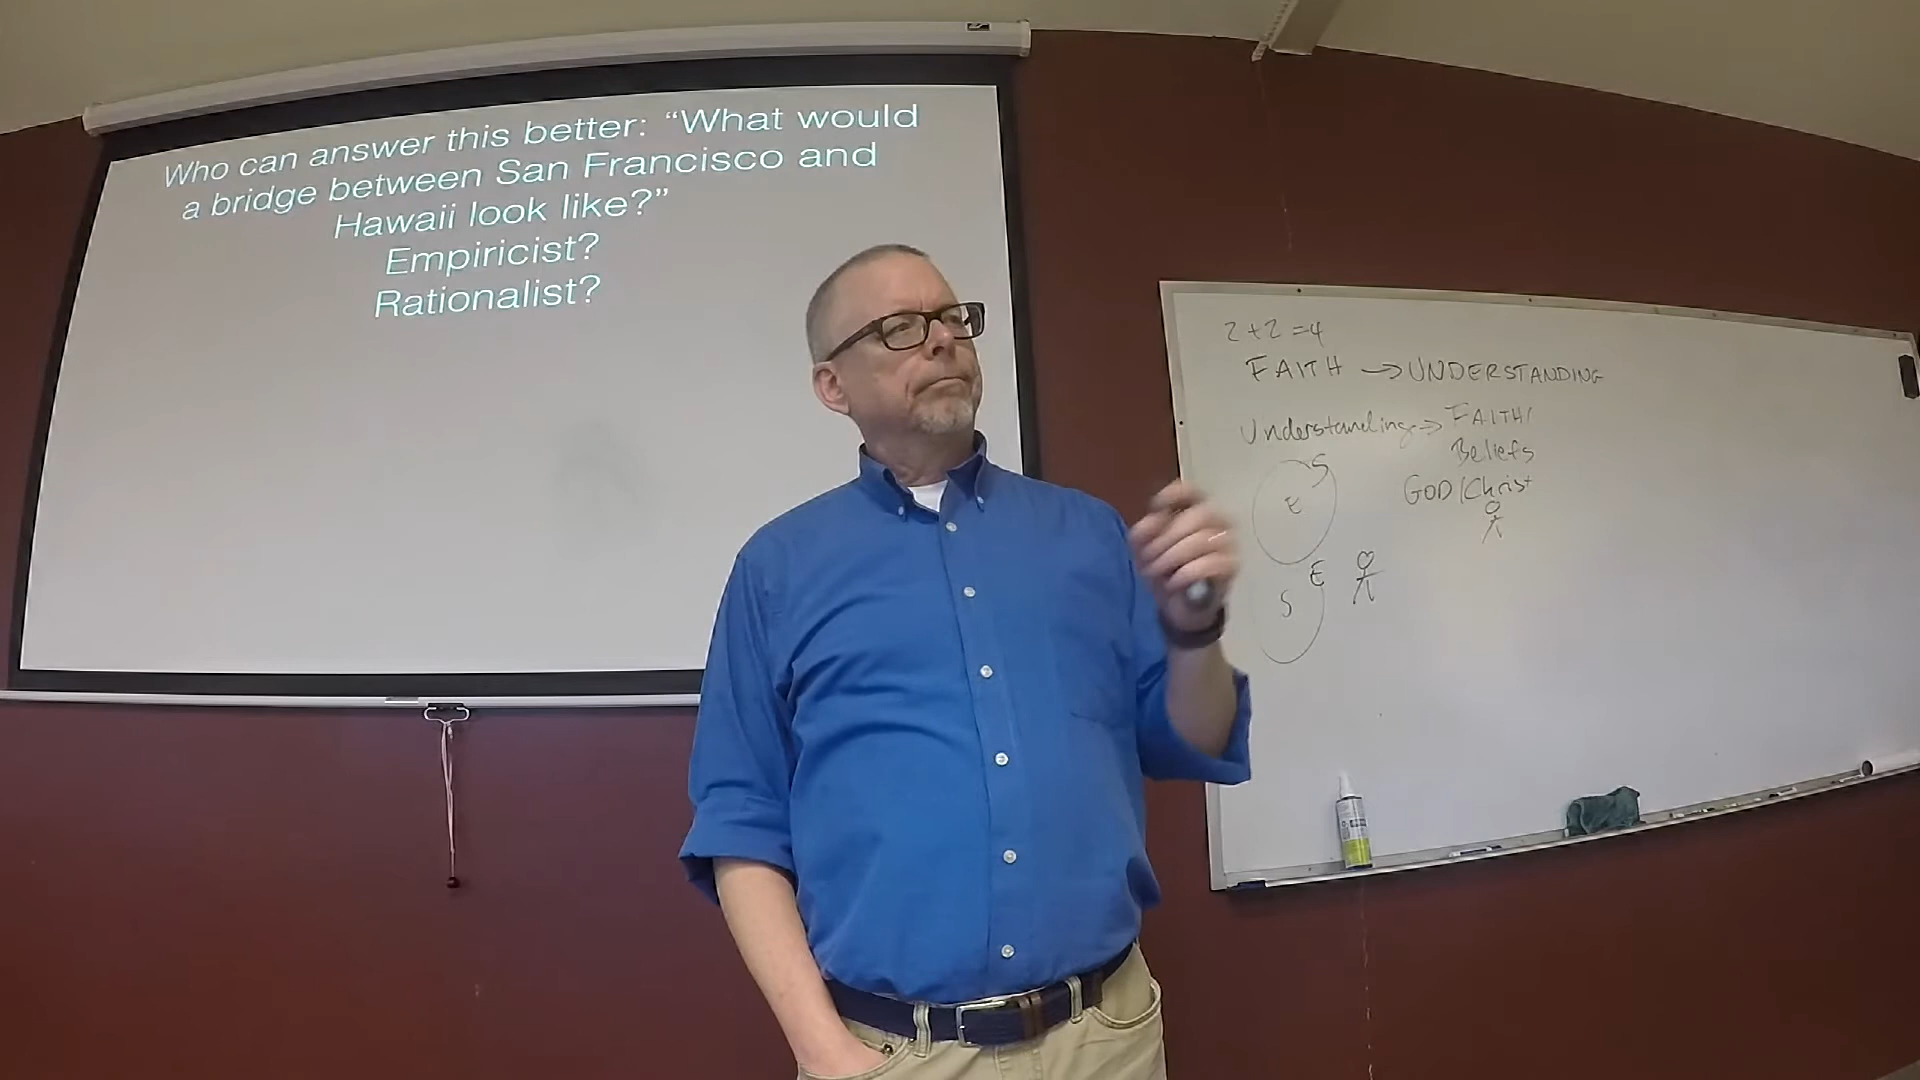 Who can answer this better: “What would
a bridge between San Francisco and
Hawaii look like?”
Empiricist?
Rationalist?
2+2=4
FAITH → UNDERSTANDING
Understanding → FAITH/
Beliefs
GOD/Christ
S
E
E
S